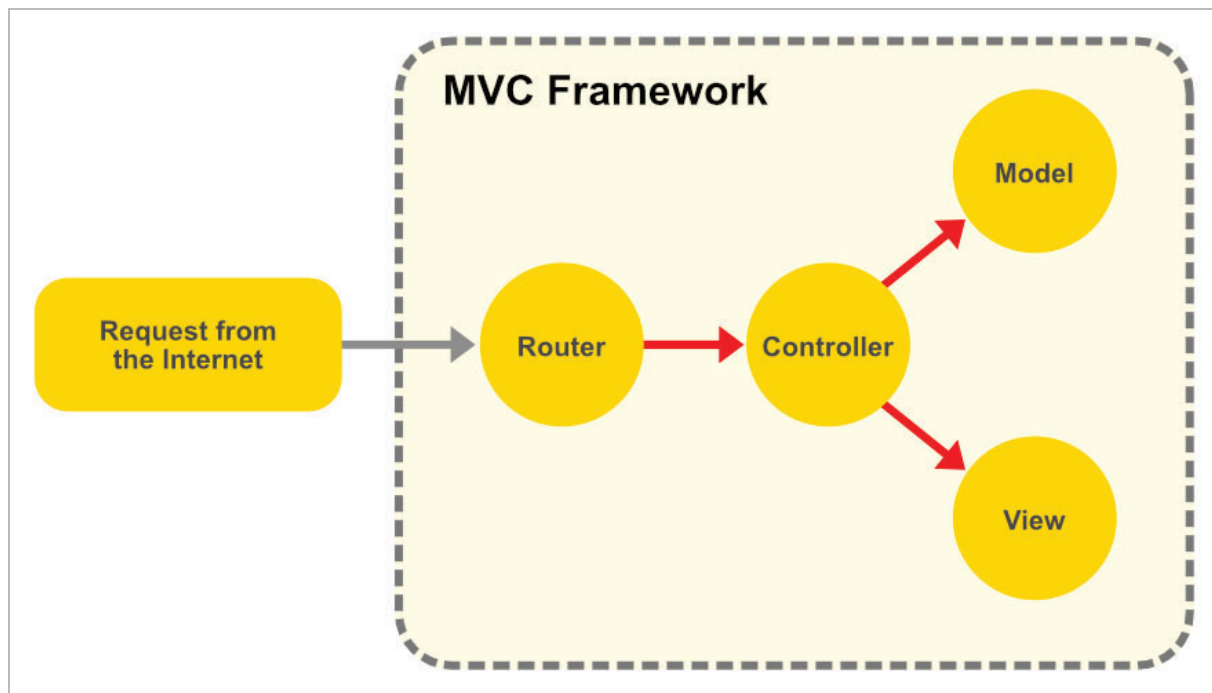 MVC Framework
Model
Request from
the Internet
Router
Controller
View